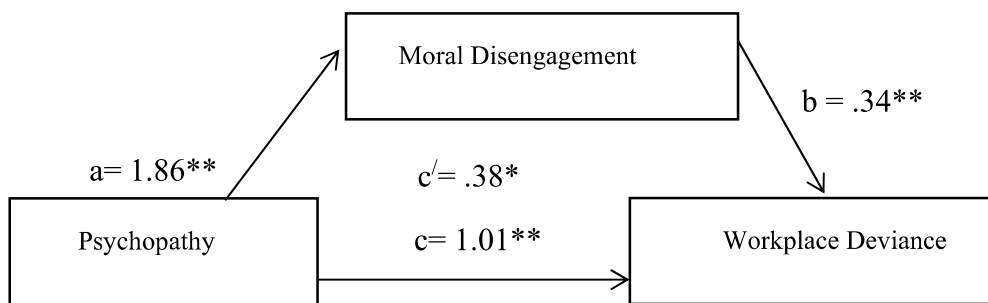 Moral Disengagement
b = .34**
a= 1.86**
c/= .38*
Psychopathy
c= 1.01**
Workplace Deviance